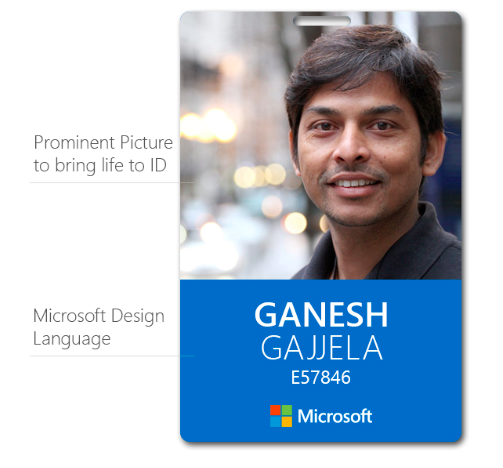 Prominent Picture
to bring life to ID
Microsoft Design
Language
GANESH
GAJJELA
E57846
Microsoft